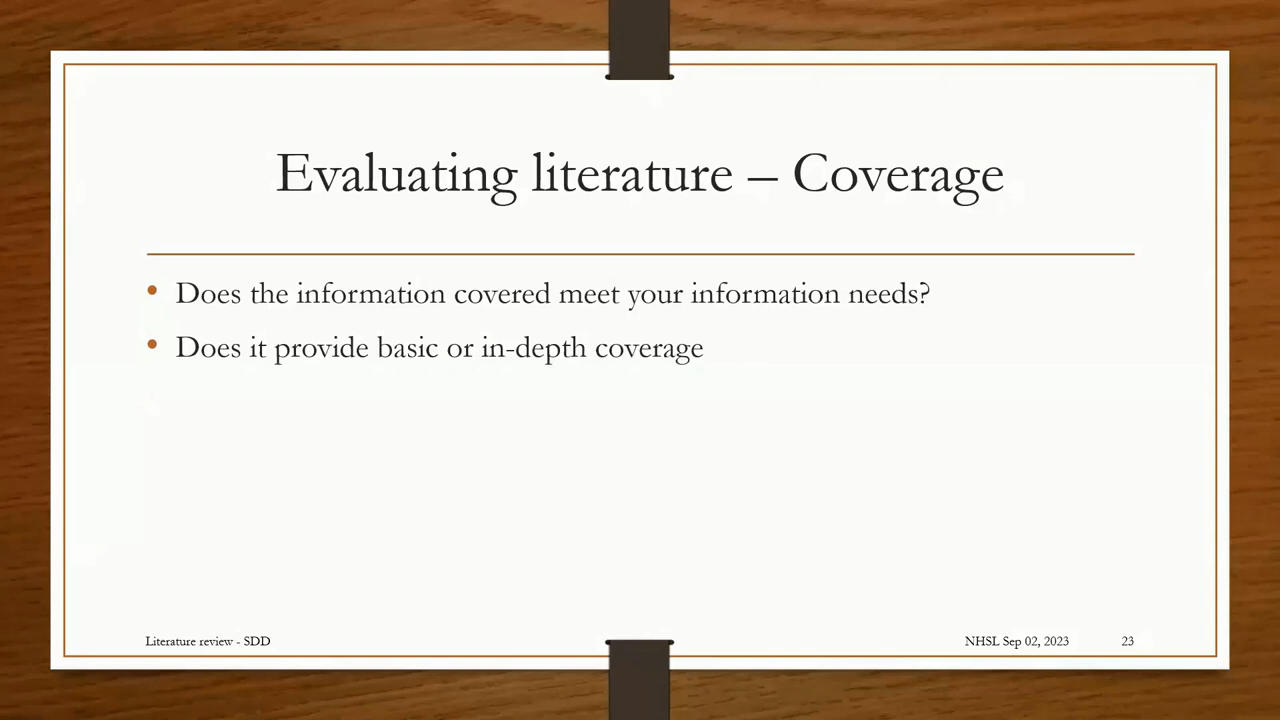 Evaluating literature – Coverage
• Does the information covered meet your information needs?
• Does it provide basic or in-depth coverage
Literature review - SDD
NHSL Sep 02, 2023
23